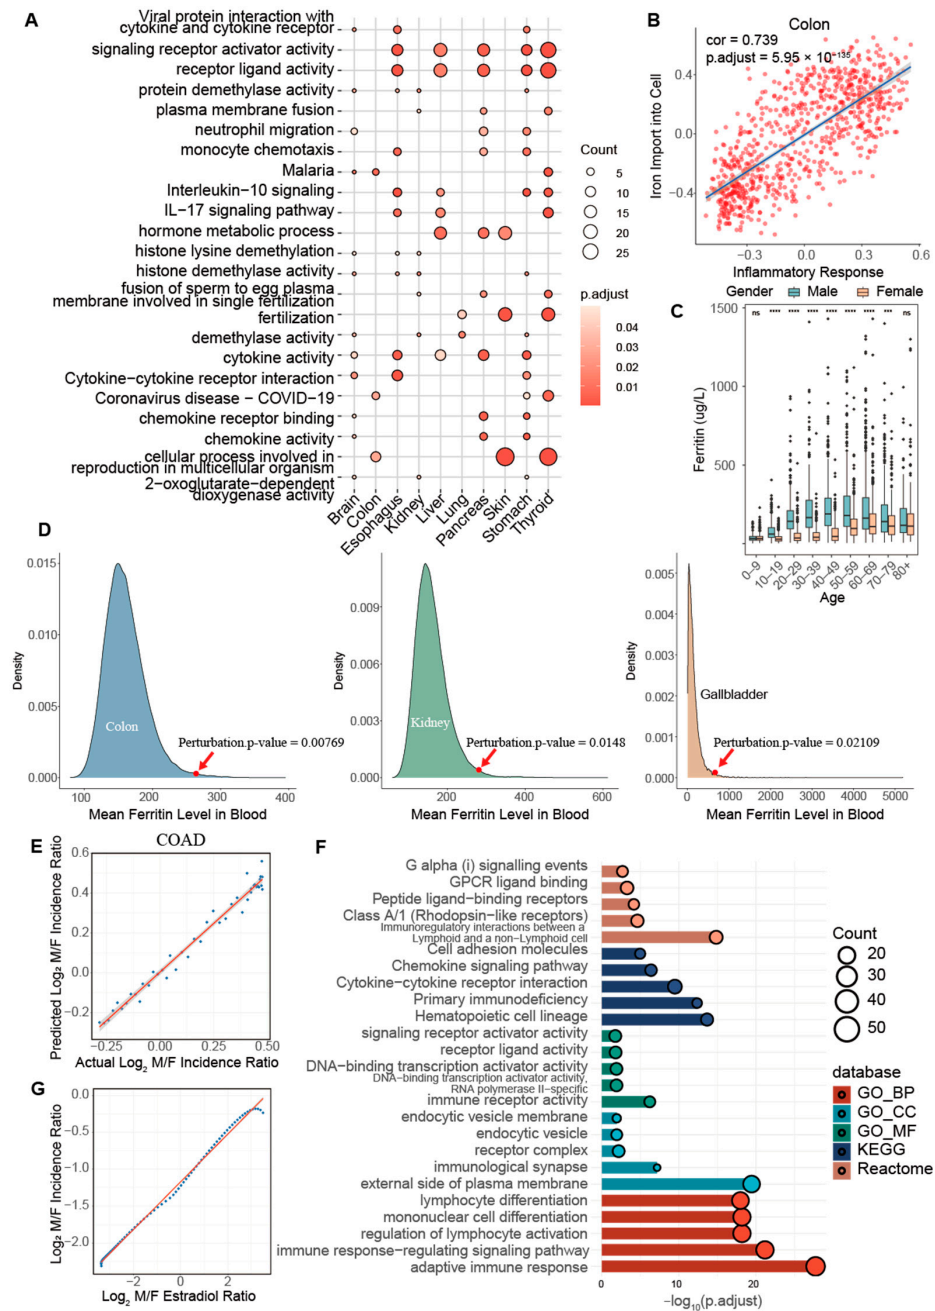 A
Viral protein interaction with
cytokine and cytokine receptor
signaling receptor activator activity
receptor ligand activity
protein demethylase activity
plasma membrane fusion
neutrophil migration
monocyte chemotaxis
Malaria
Interleukin-10 signaling
IL-17 signaling pathway
hormone metabolic process
histone lysine demethylation
histone demethylase activity
fusion of sperm to egg plasma
membrane involved in single fertilization
fertilization
demethylase activity
cytokine activity
Cytokine-cytokine receptor interaction
Coronavirus disease - COVID-19
chemokine receptor binding
chemokine activity
cellular process involved in
reproduction in multicellular organism
2-oxoglutarate-dependent
dioxygenase activity
Brain
Colon
Esophagus
Kidney
Liver
Lung
Pancreas
Skin
Stomach
Thyroid
Count
5
10
15
20
25
p.adjust
0.04
0.03
0.02
0.01
B
Colon
cor = 0.739
p.adjust = 5.95 × 10⁻¹³⁵
Iron Import into Cell
0.4
0.0
−0.4
−0.3
0.0
0.3
0.6
Inflammatory Response
Gender Male Female
C
Ferritin (ug/L)
1500
1000
500
ns **** **** **** **** **** **** *** ns
0−9
10−19
20−29
30−39
40−49
50−59
60−69
70−79
80+
Age
D
Density
0.015
0.010
0.005
0.000
Colon
Perturbation.p-value = 0.00769
100 200 300 400
Mean Ferritin Level in Blood
Density
0.009
0.006
0.003
0.000
Kidney
Perturbation.p-value = 0.0148
200 400 600
Mean Ferritin Level in Blood
Density
0.005
0.004
0.003
0.002
0.001
0.000
Gallbladder
Perturbation.p-value = 0.02109
0 1000 2000 3000 4000 5000
Mean Ferritin Level in Blood
E
COAD
Predicted Log₂ M/F Incidence Ratio
0.6
0.4
0.2
0.0
−0.2
−0.25 0.00 0.25 0.50
Actual Log₂ M/F Incidence Ratio
G
Log₂ M/F Incidence Ratio
0.0
−0.5
−1.0
−1.5
−2.0
−2 0 2
Log₂ M/F Estradiol Ratio
F
G alpha (i) signalling events
GPCR ligand binding
Peptide ligand-binding receptors
Class A/1 (Rhodopsin-like receptors)
Immunoregulatory interactions between a
Lymphoid and a non-Lymphoid cell
Cell adhesion molecules
Chemokine signaling pathway
Cytokine-cytokine receptor interaction
Primary immunodeficiency
Hematopoietic cell lineage
signaling receptor activator activity
receptor ligand activity
DNA-binding transcription activator activity
DNA-binding transcription activator activity,
RNA polymerase II-specific
immune receptor activity
endocytic vesicle membrane
endocytic vesicle
receptor complex
immunological synapse
external side of plasma membrane
lymphocyte differentiation
mononuclear cell differentiation
regulation of lymphocyte activation
immune response-regulating signaling pathway
adaptive immune response
0 10 20
−log₁₀(p.adjust)
Count
20
30
40
50
database
GO_BP
GO_CC
GO_MF
KEGG
Reactome